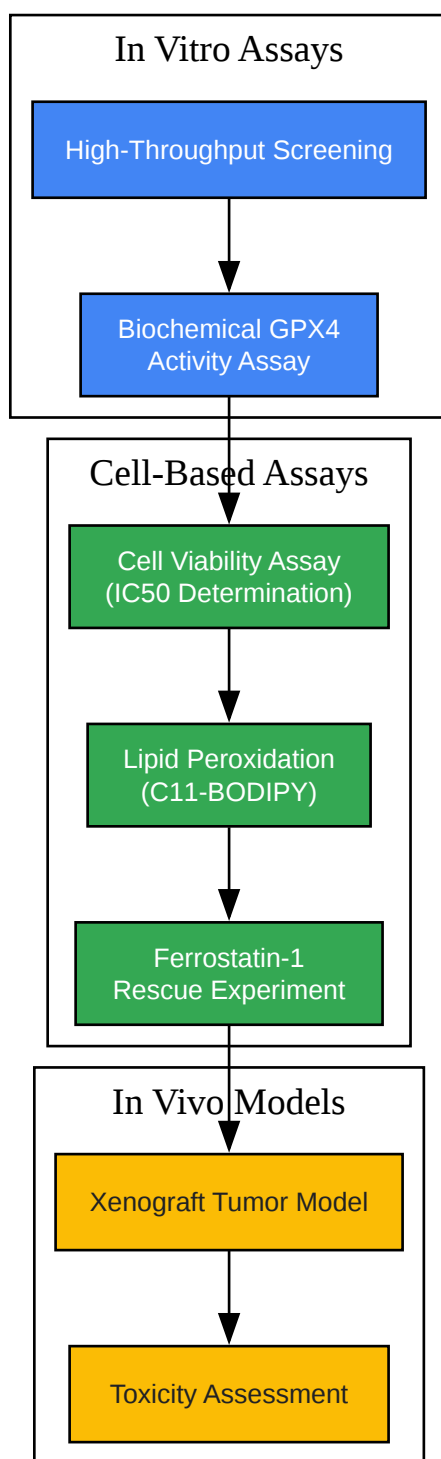 In Vitro Assays
High-Throughput Screening
Biochemical GPX4
Activity Assay
Cell-Based Assays
Cell Viability Assay
(IC50 Determination)
Lipid Peroxidation
(C11-BODIPY)
Ferrostatin-1
Rescue Experiment
In Vivo Models
Xenograft Tumor Model
Toxicity Assessment